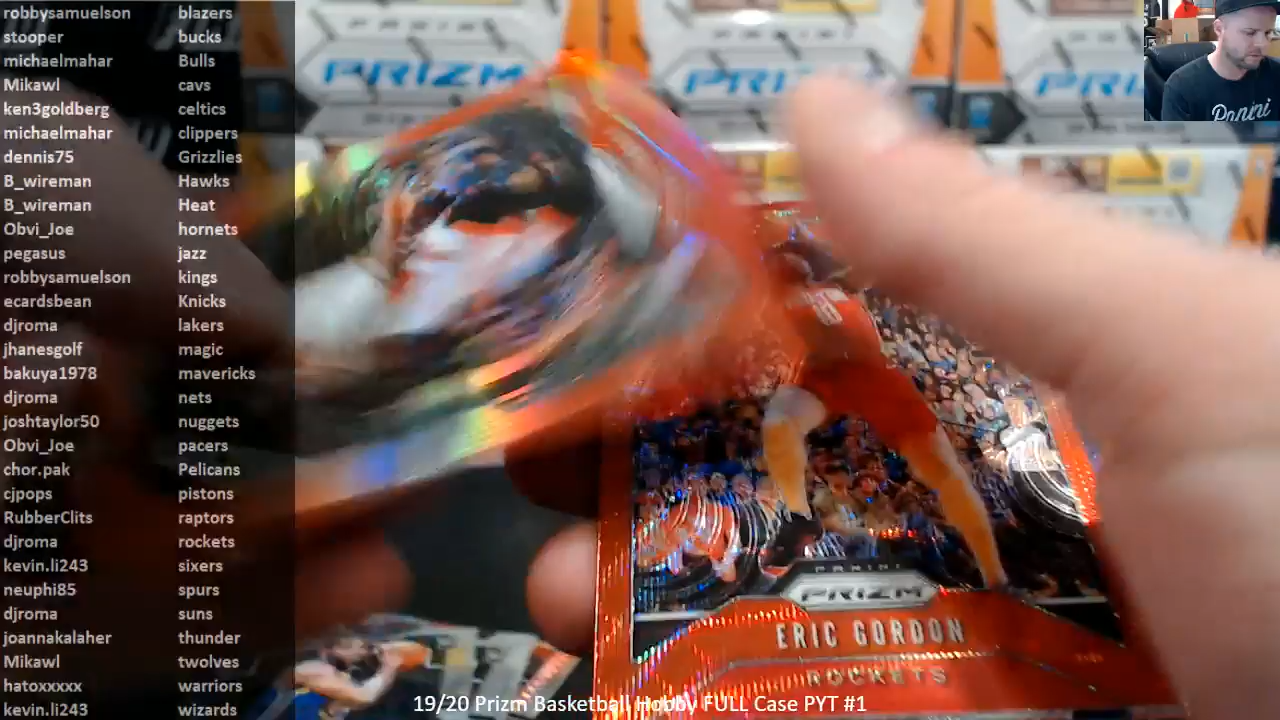 robbysamuelson blazers
stooper bucks
michaelmahar Bulls
Mikawl cavs
ken3goldberg celtics
michaelmahar clippers
dennis75 Grizzlies
B_wireman Hawks
B_wireman Heat
Obvi_Joe hornets
pegasus jazz
robbysamuelson kings
ecardsbean Knicks
djroma lakers
jhanesgolf magic
bakuya1978 mavericks
djroma nets
joshtaylor50 nuggets
Obvi_Joe pacers
chor.pak Pelicans
cjpops pistons
RubberClits raptors
djroma rockets
kevin.li243 sixers
neuphi85 spurs
djroma suns
joannakalaher thunder
Mikawl twolves
hatoxxxxx warriors
kevin.li243 wizards
PRIZM PRIZM PRIZM
Panini
PANINI
PRIZM
ERIC GORDON
ROCKETS
19/20 Prizm Basketball Hobby FULL Case PYT #1